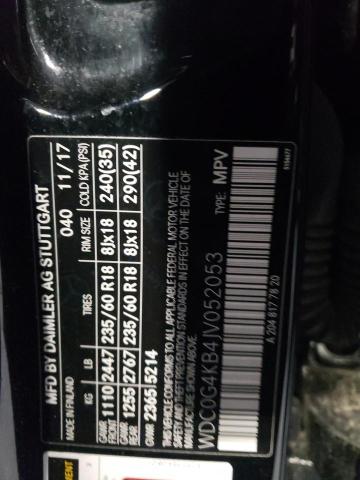 MFD BY DAIMLER AG STUTTGART
MADE IN FINLAND 040 11/17
KG LB TIRES RIM SIZE COLD KPA(PSI)
1110 2447 235/60 R18 8Jx18 240(35)
1255 2767 235/60 R18 8Jx18 290(42)
REAR
2365 5214
THIS VEHICLE CONFORMS TO ALL APPLICABLE FEDERAL MOTOR VEHICLE
SAFETY, BUMPER, AND THEFT PREVENTION STANDARDS IN EFFECT
ON THE DATE OF MANUFACTURE SHOWN ABOVE.
WDC0G4KB4JV052053 TYPE: MPV
A 204 817 78 20